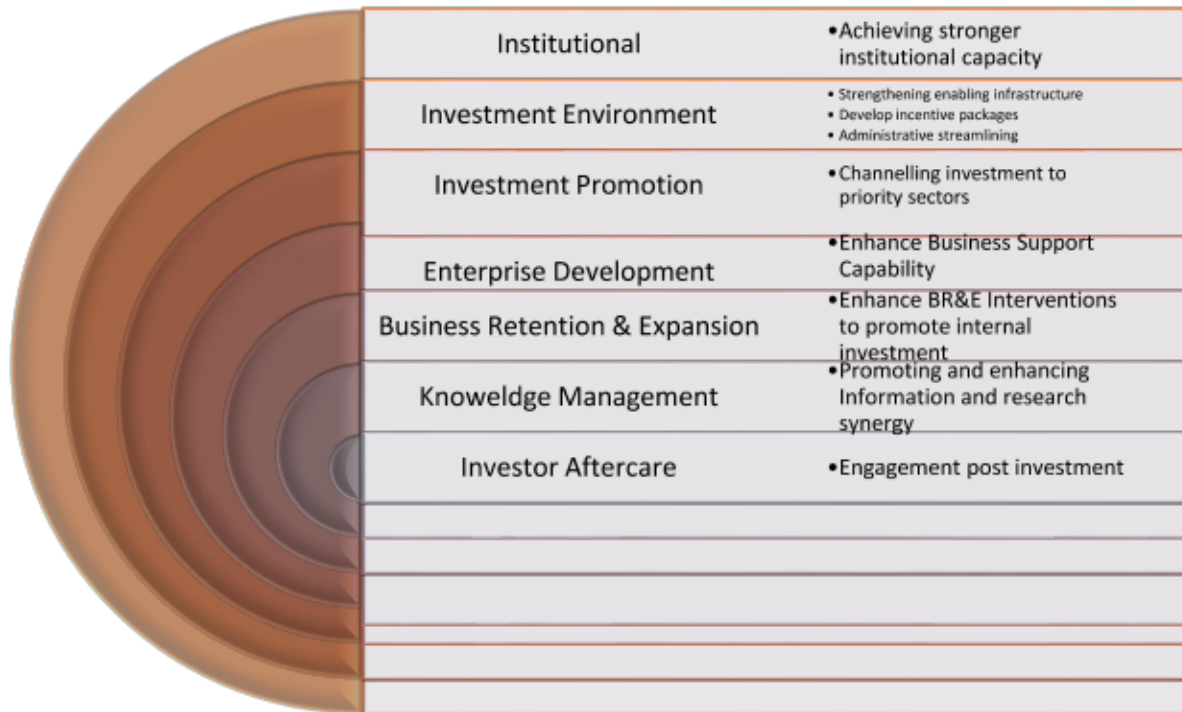 Institutional
•Achieving stronger
institutional capacity
Investment Environment
• Strengthening enabling infrastructure
• Develop incentive packages
• Administrative streamlining
Investment Promotion
•Channelling investment to
priority sectors
Enterprise Development
•Enhance Business Support
Capability
Business Retention & Expansion
•Enhance BR&E Interventions
to promote internal
investment
Knoweldge Management
•Promoting and enhancing
Information and research
synergy
Investor Aftercare
•Engagement post investment